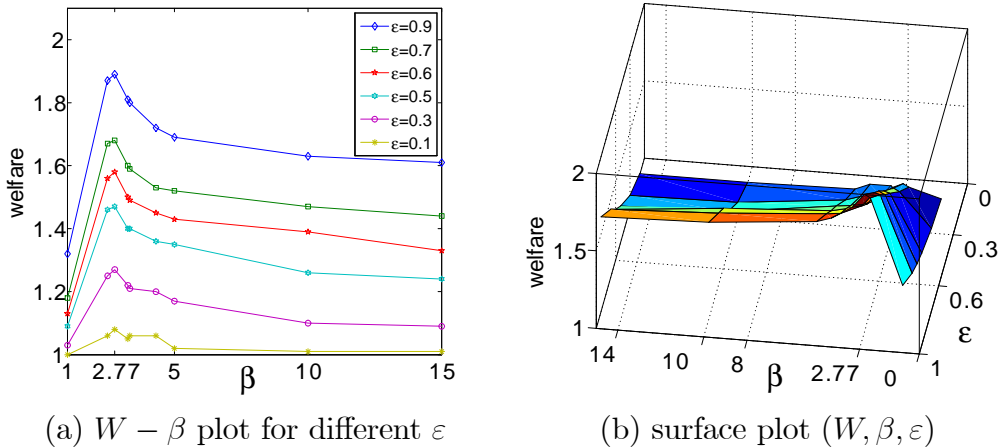 2
1.8
1.6
1.4
1.2
1
welfare
1 2.77 5 10 15
β
ε=0.9
ε=0.7
ε=0.6
ε=0.5
ε=0.3
ε=0.1
(a) W − β plot for different ε
2
1.5
1
welfare
14 10 8 2.77 0
β
0
0.3
0.6
1
ε
(b) surface plot (W, β, ε)